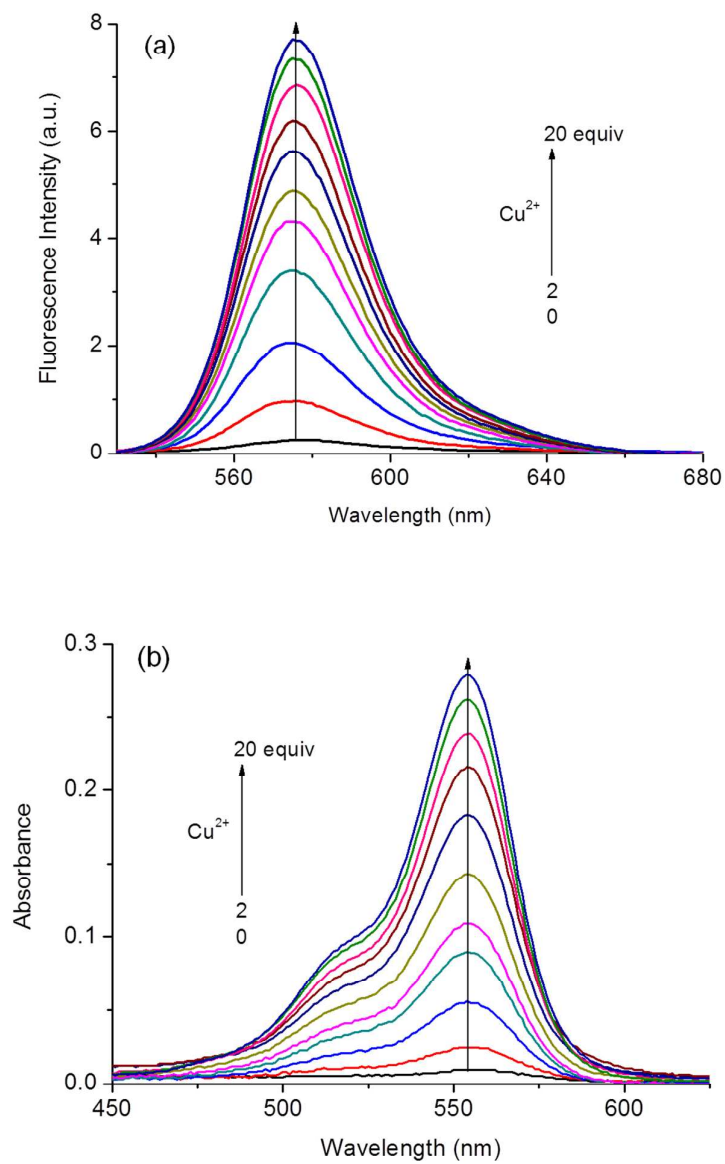 (a)
8
6
4
2
0
Fluorescence Intensity (a.u.)
20 equiv
Cu²⁺
2
0
560 600 640 680
Wavelength (nm)
(b)
0.3
0.2
0.1
0.0
Absorbance
20 equiv
Cu²⁺
2
0
450 500 550 600
Wavelength (nm)